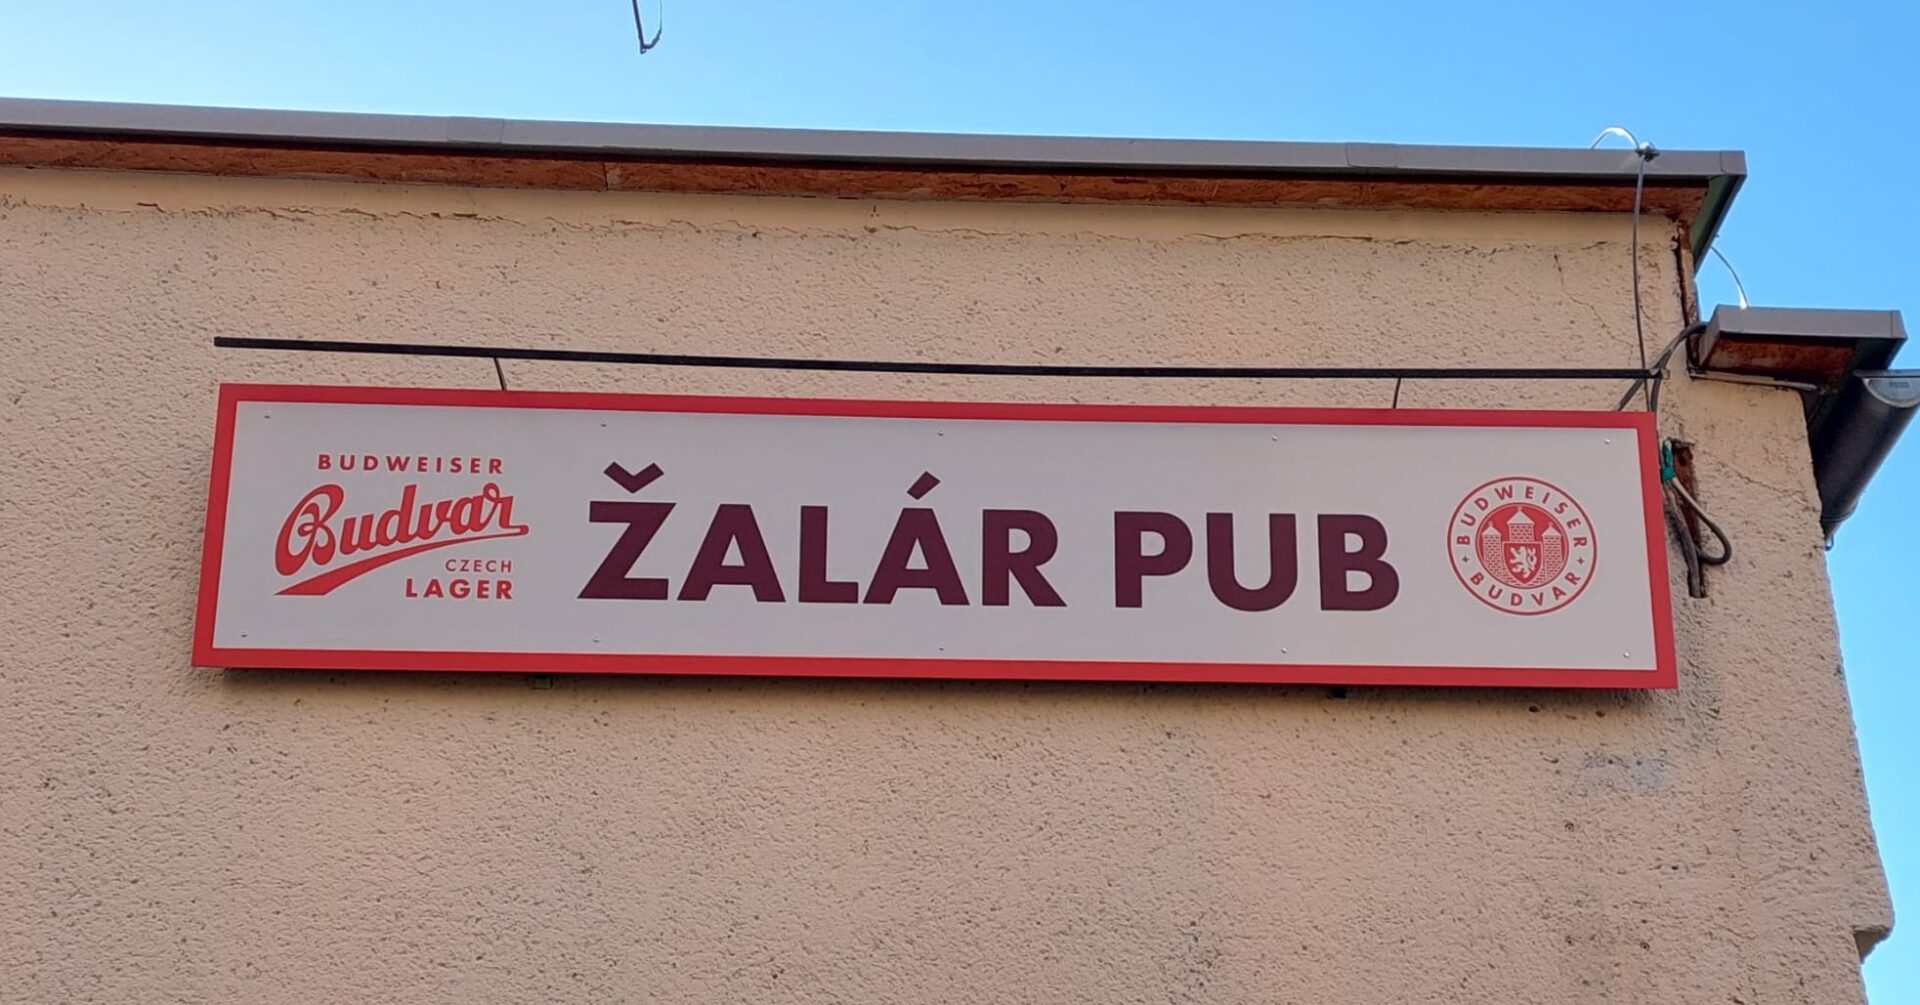 BUDWEISER
Budvar
CZECH
LAGER
ŽALÁR PUB
BUDWEISER
BUDVAR